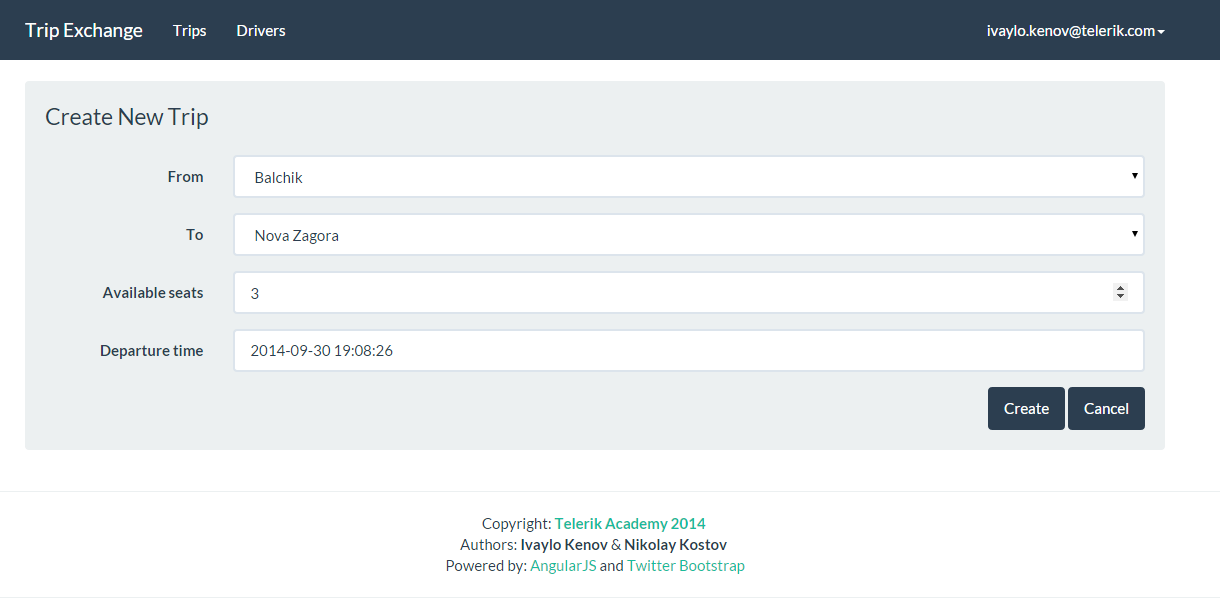 Trip Exchange Trips Drivers ivaylo.kenov@telerik.com
Create New Trip
From Balchik
To Nova Zagora
Available seats 3
Departure time 2014-09-30 19:08:26
Create Cancel
Copyright: Telerik Academy 2014
Authors: Ivaylo Kenov & Nikolay Kostov
Powered by: AngularJS and Twitter Bootstrap